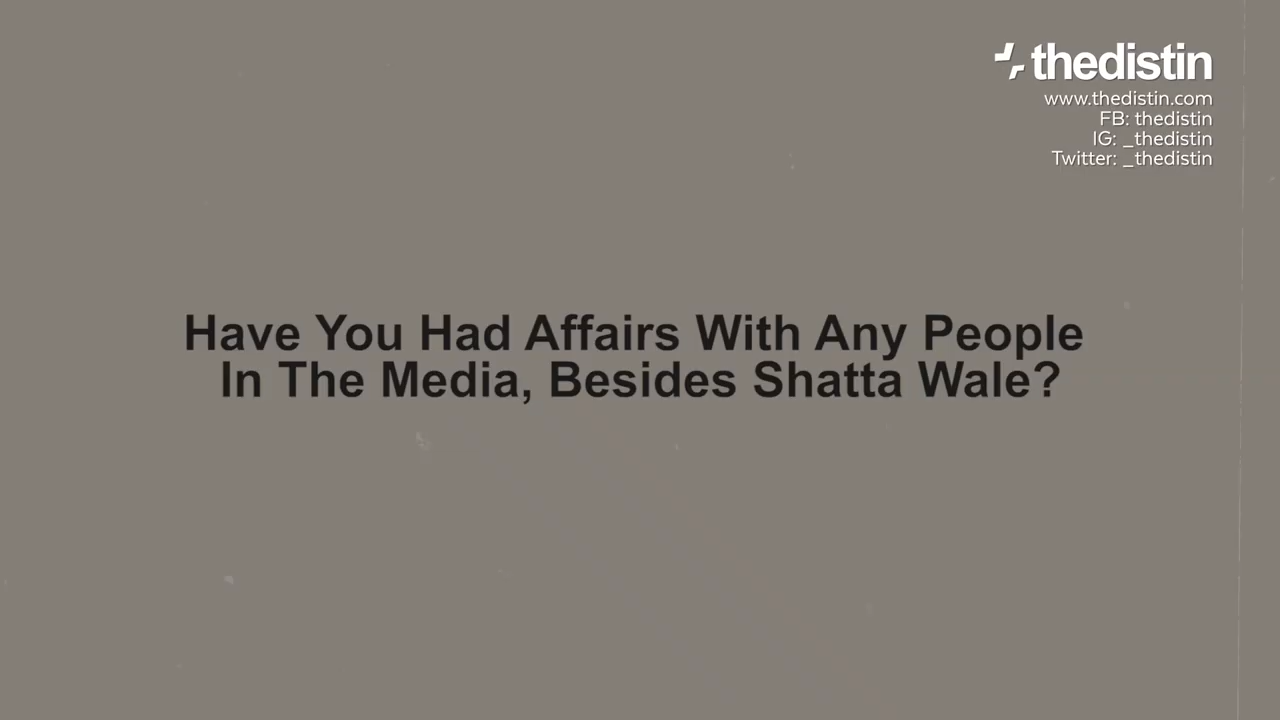 thedistin
www.thedistin.com
FB: thedistin
IG: _thedistin
Twitter: _thedistin
Have You Had Affairs With Any People
In The Media, Besides Shatta Wale?